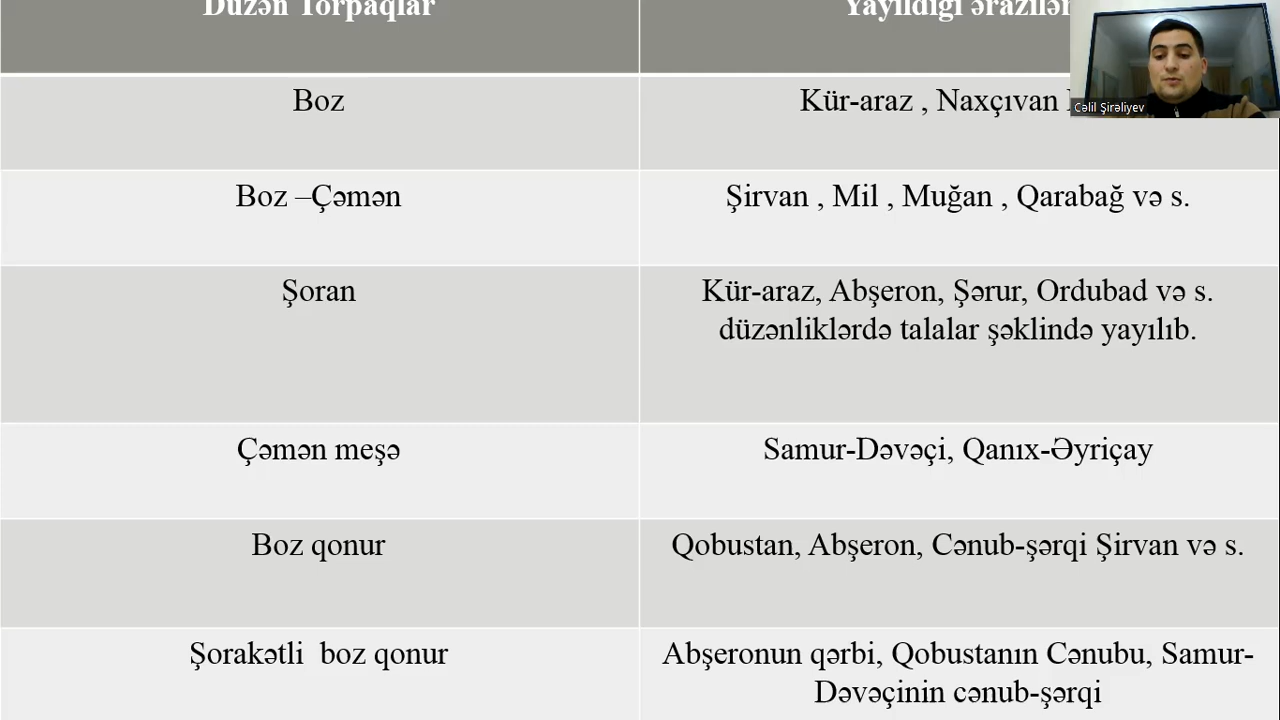 Düzən Torpaqlar
Yayıldığı ərazilər
Boz
Kür-araz , Naxçıvan
Cəlil Şirəliyev
Boz –Çəmən
Şirvan , Mil , Muğan , Qarabağ və s.
Şoran
Kür-araz, Abşeron, Şərur, Ordubad və s.
düzənliklərdə talalar şəklində yayılıb.
Çəmən meşə
Samur-Dəvəçi, Qanıx-Əyriçay
Boz qonur
Qobustan, Abşeron, Cənub-şərqi Şirvan və s.
Şorakətli  boz qonur
Abşeronun qərbi, Qobustanın Cənubu, Samur-
Dəvəçinin cənub-şərqi